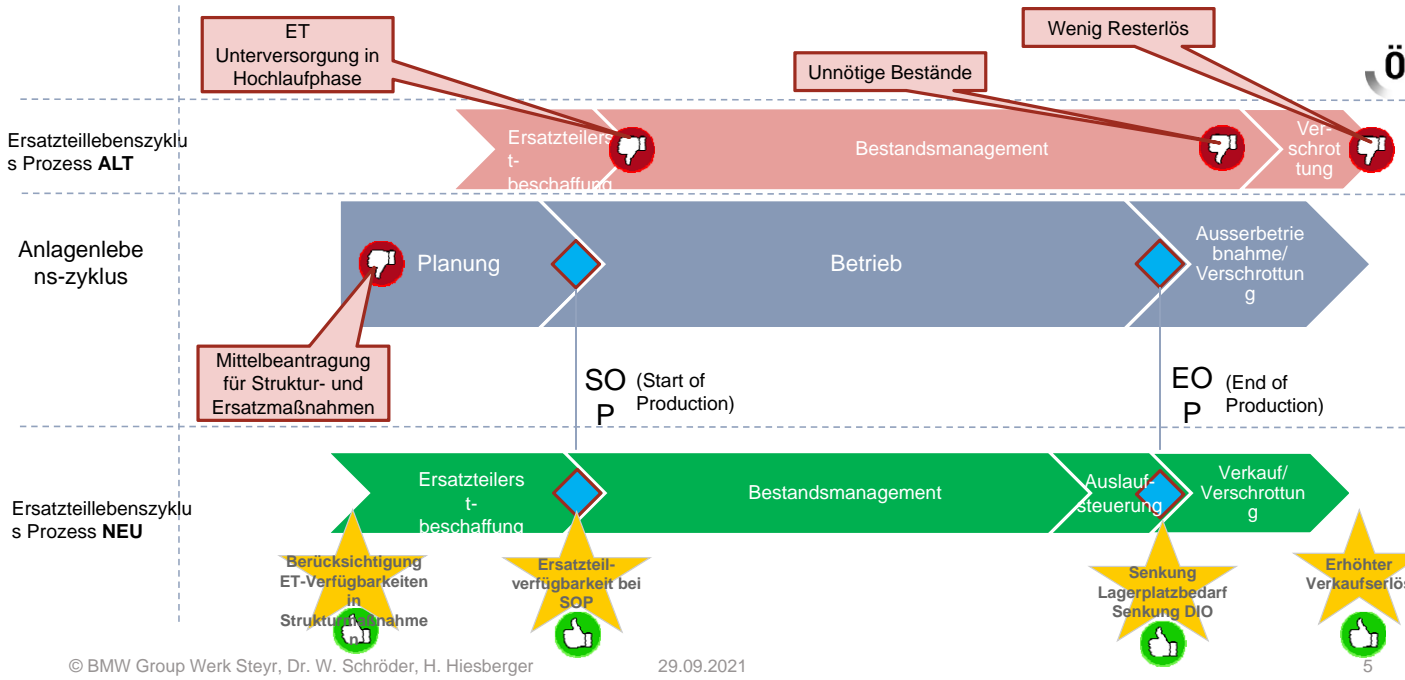 ET
Unterversorgung in
Hochlaufphase
Wenig Resterlös
Unnötige Bestände
Ö
Ersatzteillebenszyklu
s Prozess ALT
Ersatzteilers
t-
beschaffung
Bestandsmanagement
Ver-
schrot
tung
Anlagenlebe
ns-zyklus
Planung
Betrieb
Ausserbetrie
bnahme/
Verschrottun
g
Mittelbeantragung
für Struktur- und
Ersatzmaßnahmen
SO
P
(Start of
Production)
EO
P
(End of
Production)
Ersatzteillebenszyklu
s Prozess NEU
Ersatzteilers
t-
beschaffung
Bestandsmanagement
Auslauf-
steuerung
Verkauf/
Verschrottun
g
Berücksichtigung
ET-Verfügbarkeiten
in
Strukturmaßnahme
n
Ersatzteil-
verfügbarkeit bei
SOP
Senkung
Lagerplatzbedarf
Senkung DIO
Erhöhter
Verkaufserlös
© BMW Group Werk Steyr, Dr. W. Schröder, H. Hiesberger
29.09.2021
5